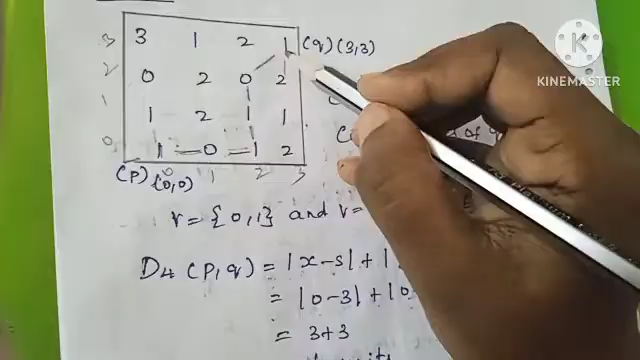 3 3 1 2 1 (q) (3,3)
2 0 2 0 2
1 1 2 1 1
0 1 0 1 2
(P) (0,0) 0 1 2 3
V = {0,1} and V =
D4 (P,q) = |x-s| + |
= |0-3| + |0
= 3+3
KINEMASTER